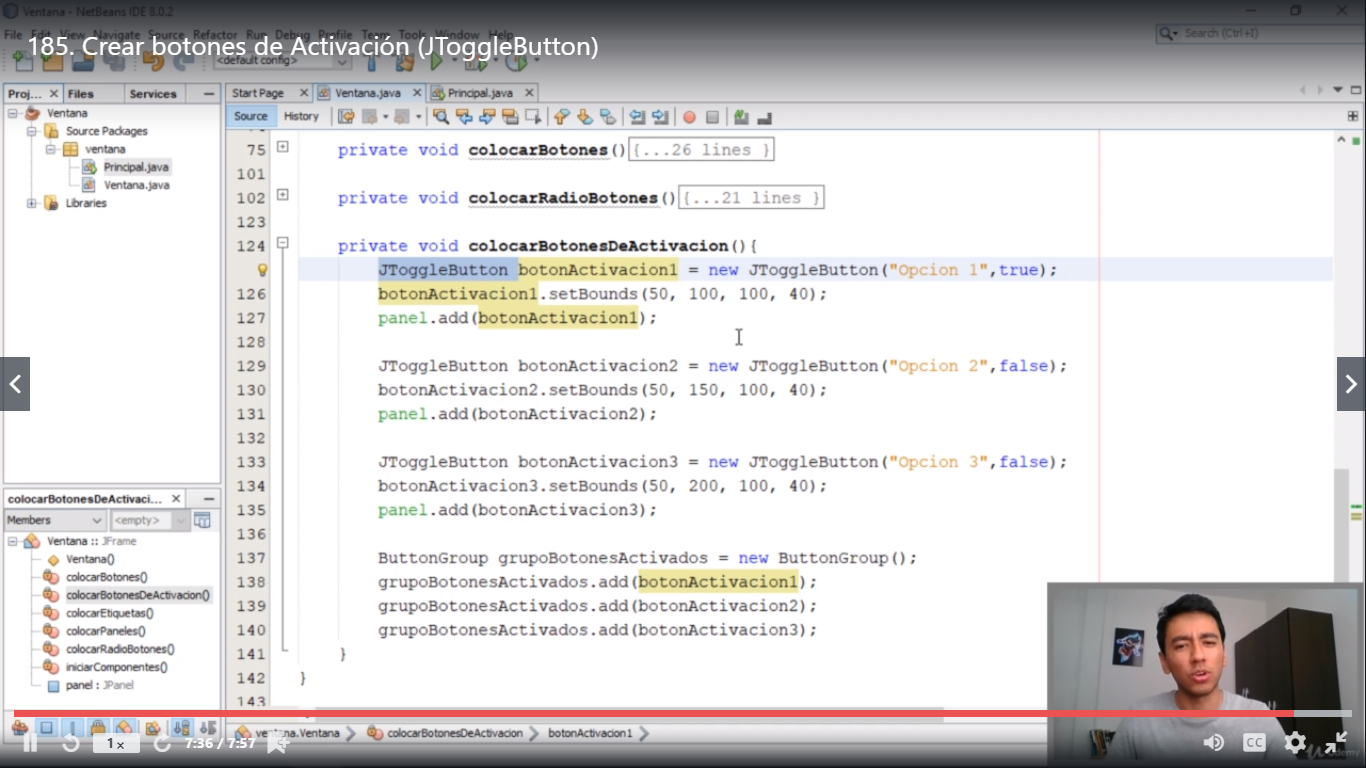 Ventana - NetBeans IDE 8.0.2
File Edit View Navigate Source Refactor Run Debug Profile Team Tools Window Help
Search (Ctrl+I)
185. Crear botones de Activación (JToggleButton)
<default config>
Proj... Files Services
Start Page Ventana.java Principal.java
Source History
Ventana
Source Packages
ventana
Principal.java
Ventana.java
Libraries
75 private void colocarBotones(){...26 lines }
101
102 private void colocarRadioBotones(){...21 lines }
123
124 private void colocarBotonesDeActivacion(){
JToggleButton botonActivacion1 = new JToggleButton("Opcion 1",true);
126 botonActivacion1.setBounds(50, 100, 100, 40);
127 panel.add(botonActivacion1);
128
129 JToggleButton botonActivacion2 = new JToggleButton("Opcion 2",false);
130 botonActivacion2.setBounds(50, 150, 100, 40);
131 panel.add(botonActivacion2);
132
133 JToggleButton botonActivacion3 = new JToggleButton("Opcion 3",false);
134 botonActivacion3.setBounds(50, 200, 100, 40);
135 panel.add(botonActivacion3);
136
137 ButtonGroup grupoBotonesActivados = new ButtonGroup();
138 grupoBotonesActivados.add(botonActivacion1);
139 grupoBotonesActivados.add(botonActivacion2);
140 grupoBotonesActivados.add(botonActivacion3);
141 }
142 }
143
colocarBotonesDeActivaci...
Members <empty>
Ventana :: JFrame
Ventana()
colocarBotones()
colocarBotonesDeActivacion()
colocarEtiquetas()
colocarPaneles()
colocarRadioBotones()
iniciarComponentes()
panel : JPanel
ventana.Ventana colocarBotonesDeActivacion botonActivacion1
1x 7:36 / 7:57 CC